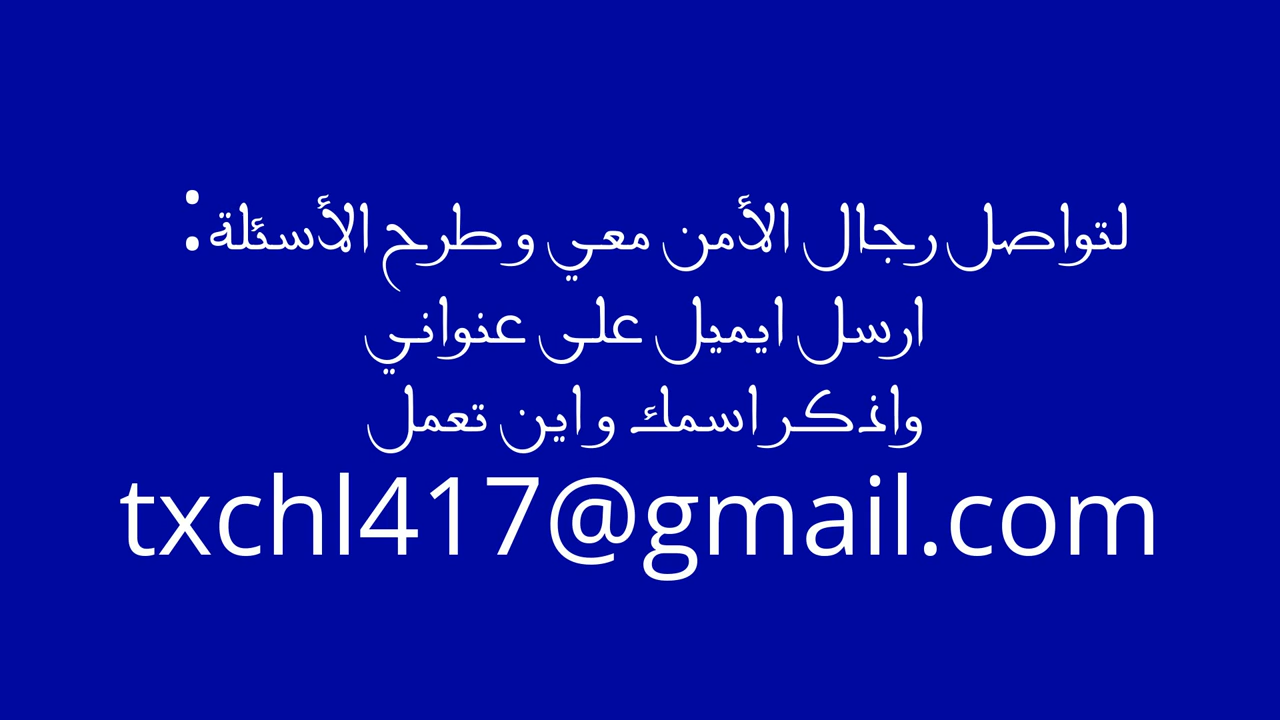 لتواصل رجال الأمن معي وطرح الأسئلة:
ارسل ايميل على عنواني
واذكر اسمك واين تعمل
txchl417@gmail.com